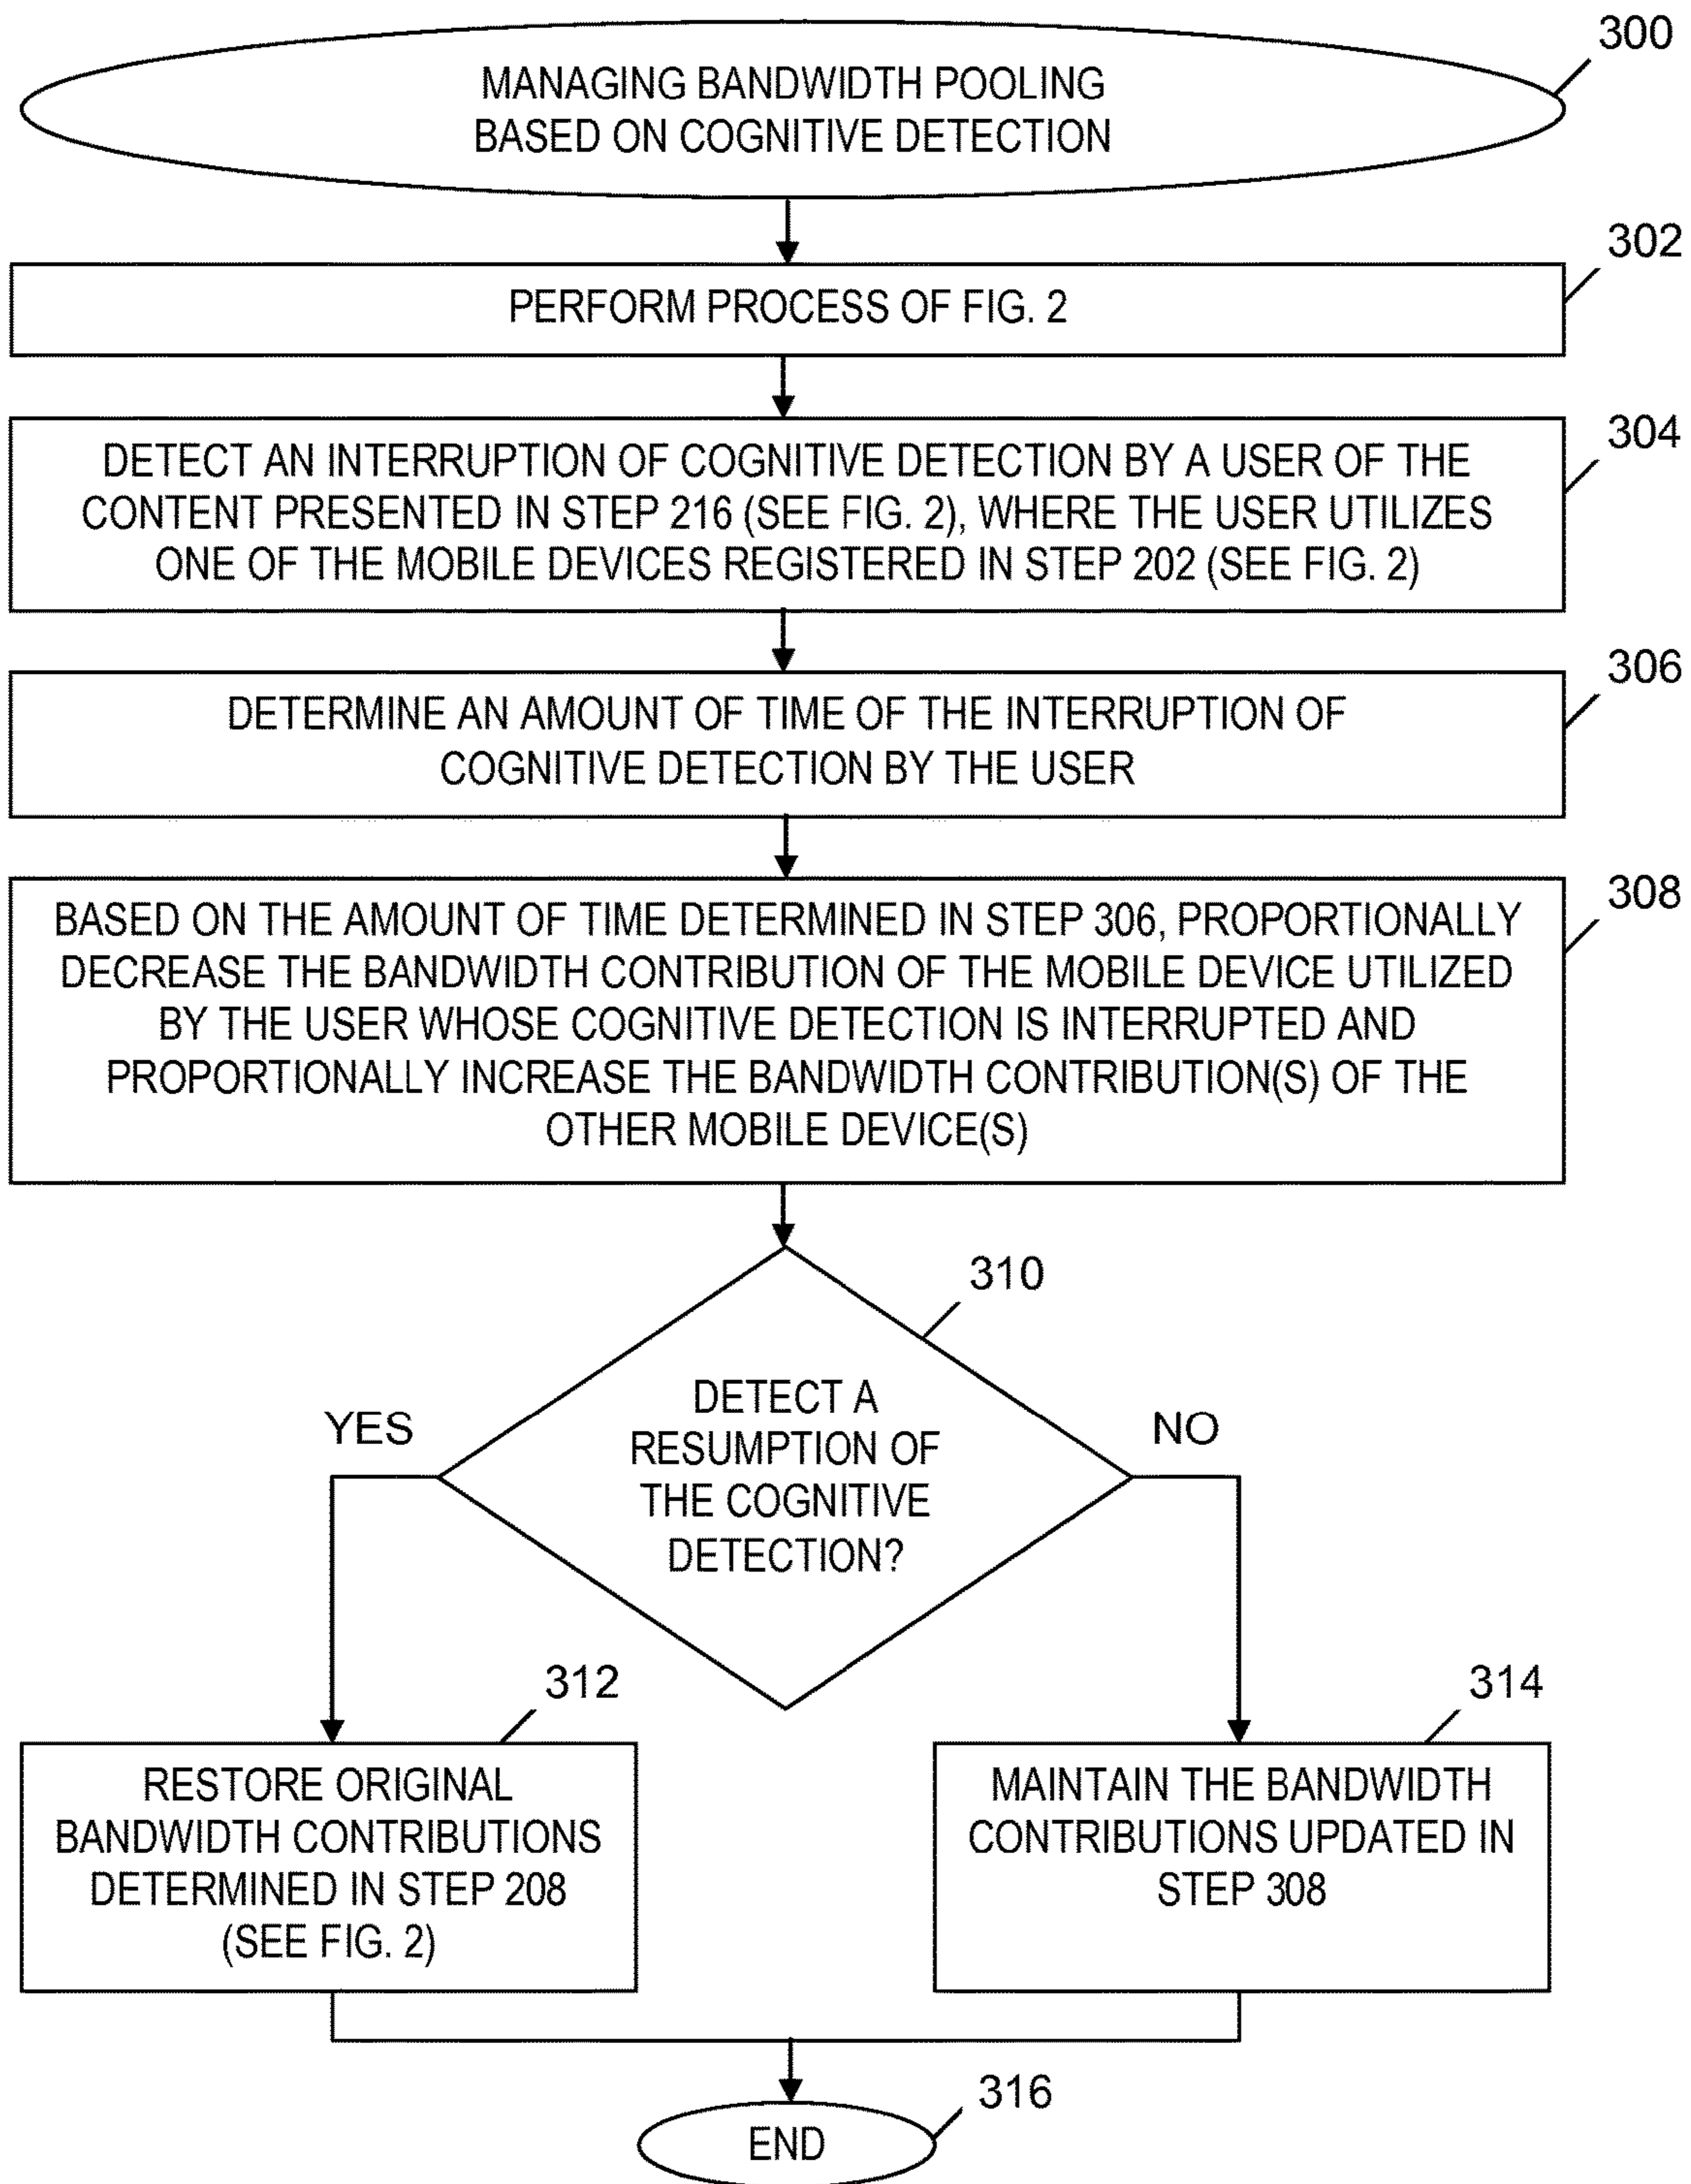 300
MANAGING BANDWIDTH POOLING
BASED ON COGNITIVE DETECTION
302
PERFORM PROCESS OF FIG. 2
304
DETECT AN INTERRUPTION OF COGNITIVE DETECTION BY A USER OF THE
CONTENT PRESENTED IN STEP 216 (SEE FIG. 2), WHERE THE USER UTILIZES
ONE OF THE MOBILE DEVICES REGISTERED IN STEP 202 (SEE FIG. 2)
306
DETERMINE AN AMOUNT OF TIME OF THE INTERRUPTION OF
COGNITIVE DETECTION BY THE USER
308
BASED ON THE AMOUNT OF TIME DETERMINED IN STEP 306, PROPORTIONALLY
DECREASE THE BANDWIDTH CONTRIBUTION OF THE MOBILE DEVICE UTILIZED
BY THE USER WHOSE COGNITIVE DETECTION IS INTERRUPTED AND
PROPORTIONALLY INCREASE THE BANDWIDTH CONTRIBUTION(S) OF THE
OTHER MOBILE DEVICE(S)
310
DETECT A
RESUMPTION OF
THE COGNITIVE
DETECTION?
YES
NO
312
RESTORE ORIGINAL
BANDWIDTH CONTRIBUTIONS
DETERMINED IN STEP 208
(SEE FIG. 2)
314
MAINTAIN THE BANDWIDTH
CONTRIBUTIONS UPDATED IN
STEP 308
316
END